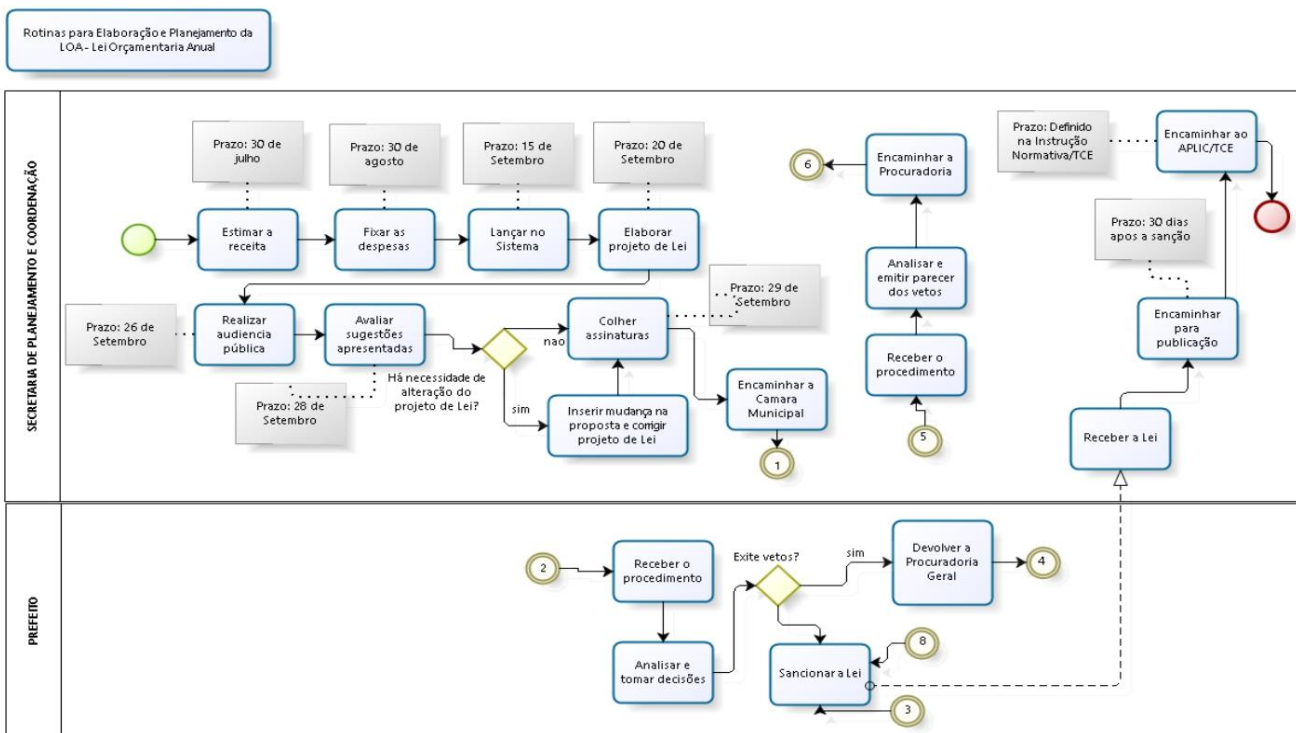 Rotinas para Elaboração e Planejamento da
LOA - Lei Orçamentaria Anual
SECRETARIA DE PLANEJAMENTO E COORDENAÇÃO
Prazo: 30 de
julho
Prazo: 30 de
agosto
Prazo: 15 de
Setembro
Prazo: 20 de
Setembro
Estimar a
receita
Fixar as
despesas
Lançar no
Sistema
Elaborar
projeto de Lei
Prazo: 26 de
Setembro
Realizar
audiencia
pública
Avaliar
sugestões
apresentadas
Prazo: 28 de
Setembro
Há necessidade de
alteração do
projeto de Lei?
nao
sim
Colher
assinaturas
Prazo: 29 de
Setembro
Inserir mudança na
proposta e corrigir
projeto de Lei
Encaminhar a
Camara
Municipal
1
6
Encaminhar a
Procuradoria
Analisar e
emitir parecer
dos vetos
Receber o
procedimento
5
Prazo: Definido
na Instrução
Normativa/TCE
Encaminhar ao
APLIC/TCE
Prazo: 30 dias
apos a sanção
Encaminhar
para
publicação
Receber a Lei
PREFEITO
2
Receber o
procedimento
Analisar e
tomar decisões
Exite vetos?
sim
Devolver a
Procuradoria
Geral
4
Sancionar a Lei
8
3